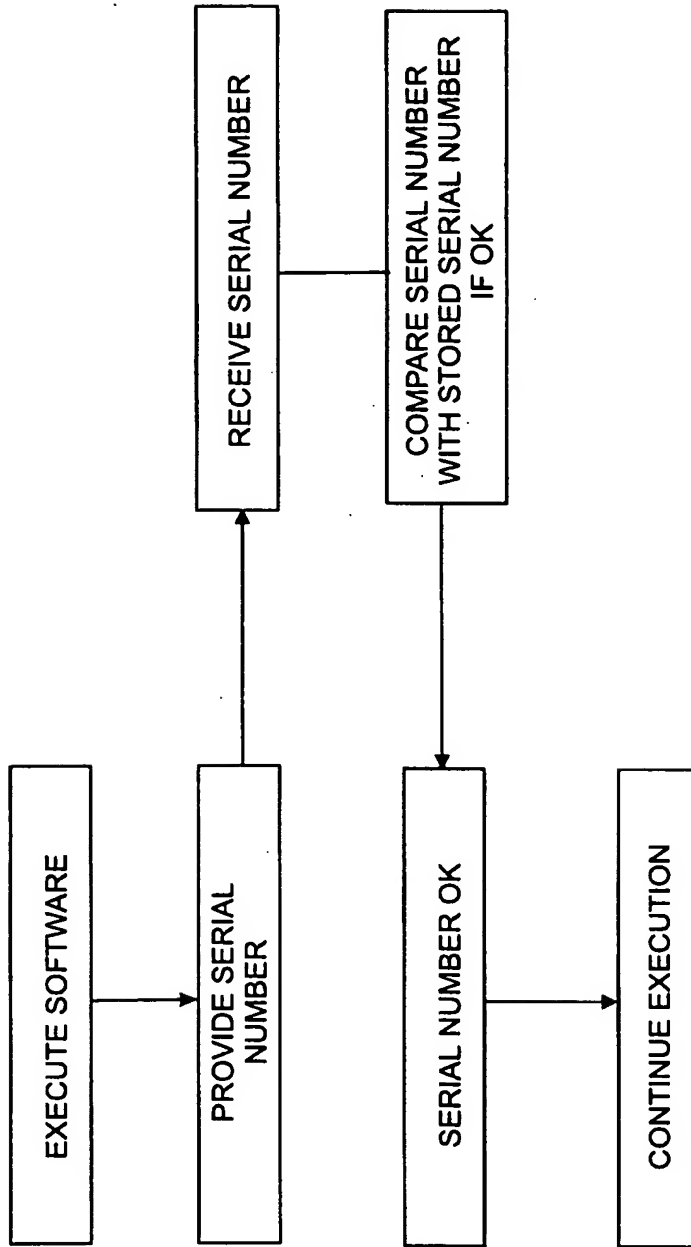 EXECUTE SOFTWARE
PROVIDE SERIAL
NUMBER
RECEIVE SERIAL NUMBER
COMPARE SERIAL NUMBER
WITH STORED SERIAL NUMBER
IF OK
SERIAL NUMBER OK
CONTINUE EXECUTION